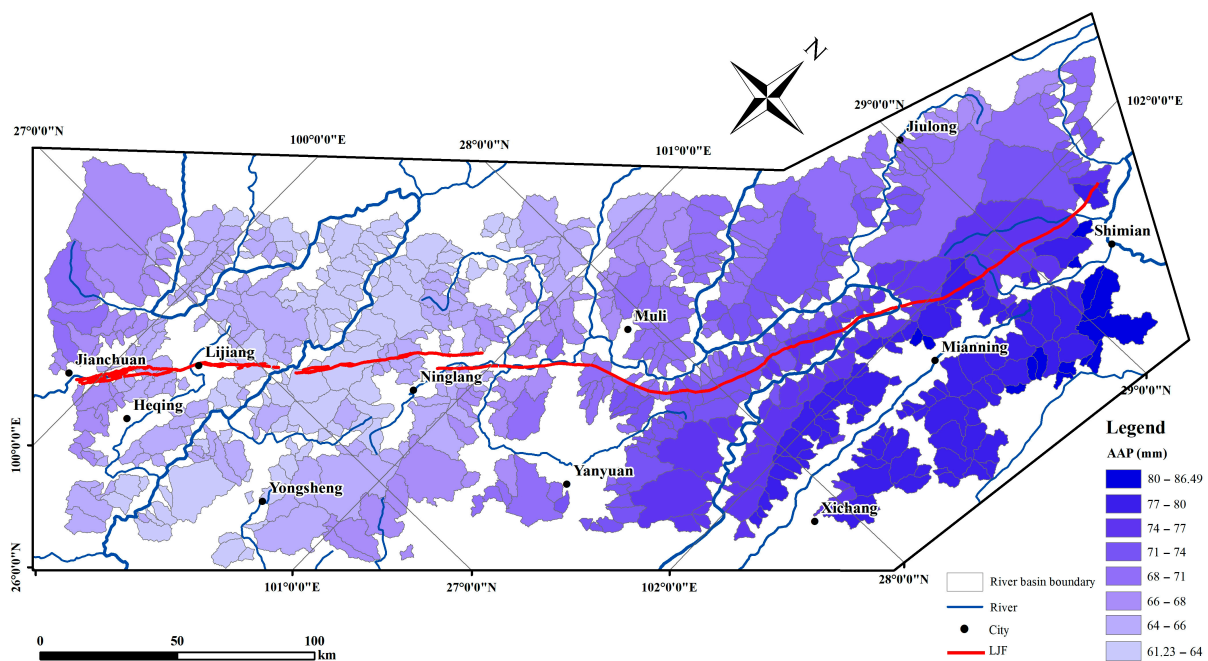 N
27°0'0"N
100°0'0"E
28°0'0"N
101°0'0"E
29°0'0"N
102°0'0"E
Jiulong
Shimian
Muli
Mianning
Jianchuan
Lijiang
Ninglang
Heqing
Yanyuan
Yongsheng
Xichang
100°0'0"E
26°0'0"N
101°0'0"E
27°0'0"N
102°0'0"E
28°0'0"N
29°0'0"N
Legend
AAP (mm)
80 – 86.49
77 – 80
74 – 77
71 – 74
68 – 71
66 – 68
64 – 66
61.23 – 64
River basin boundary
River
City
LJF
0 50 100
km